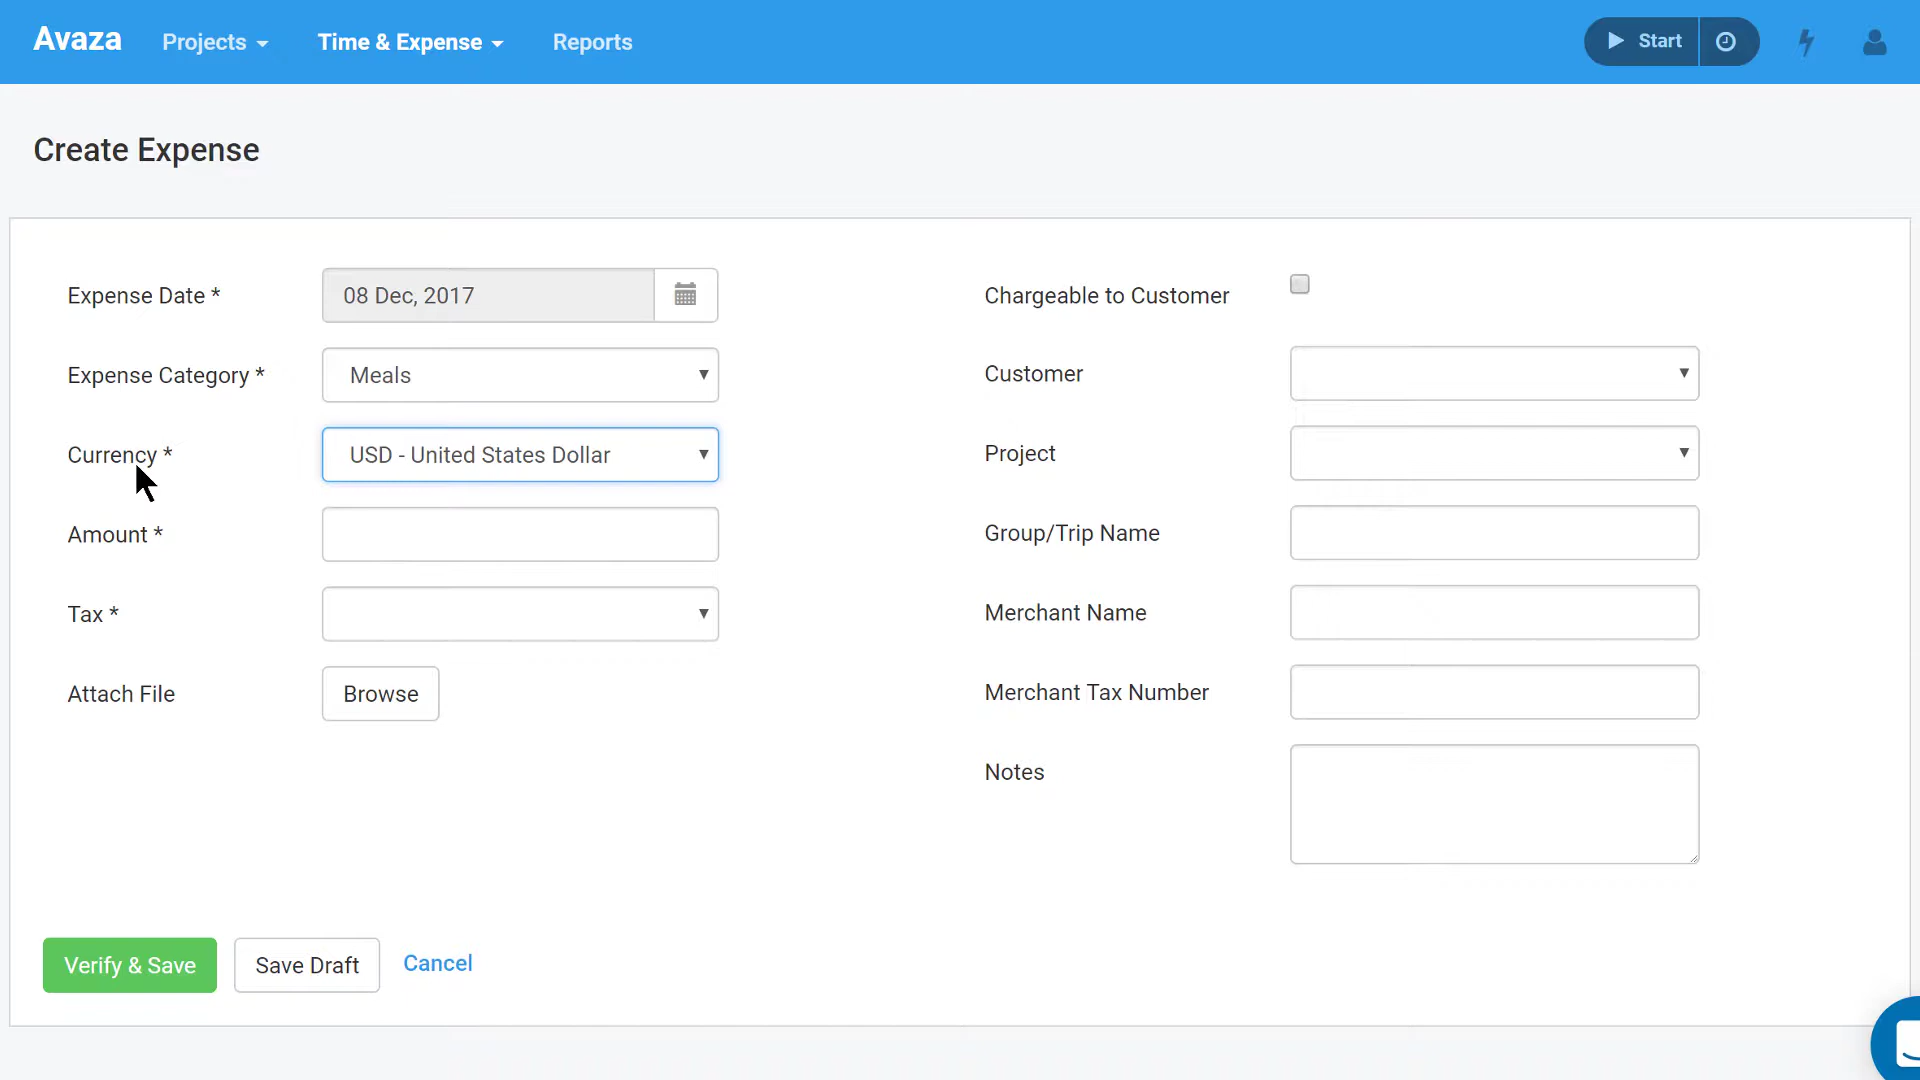 Avaza Projects Time & Expense Reports Start
Create Expense
Expense Date * 08 Dec, 2017
Expense Category * Meals
Currency * USD - United States Dollar
Amount *
Tax *
Attach File Browse
Chargeable to Customer
Customer
Project
Group/Trip Name
Merchant Name
Merchant Tax Number
Notes
Verify & Save Save Draft Cancel